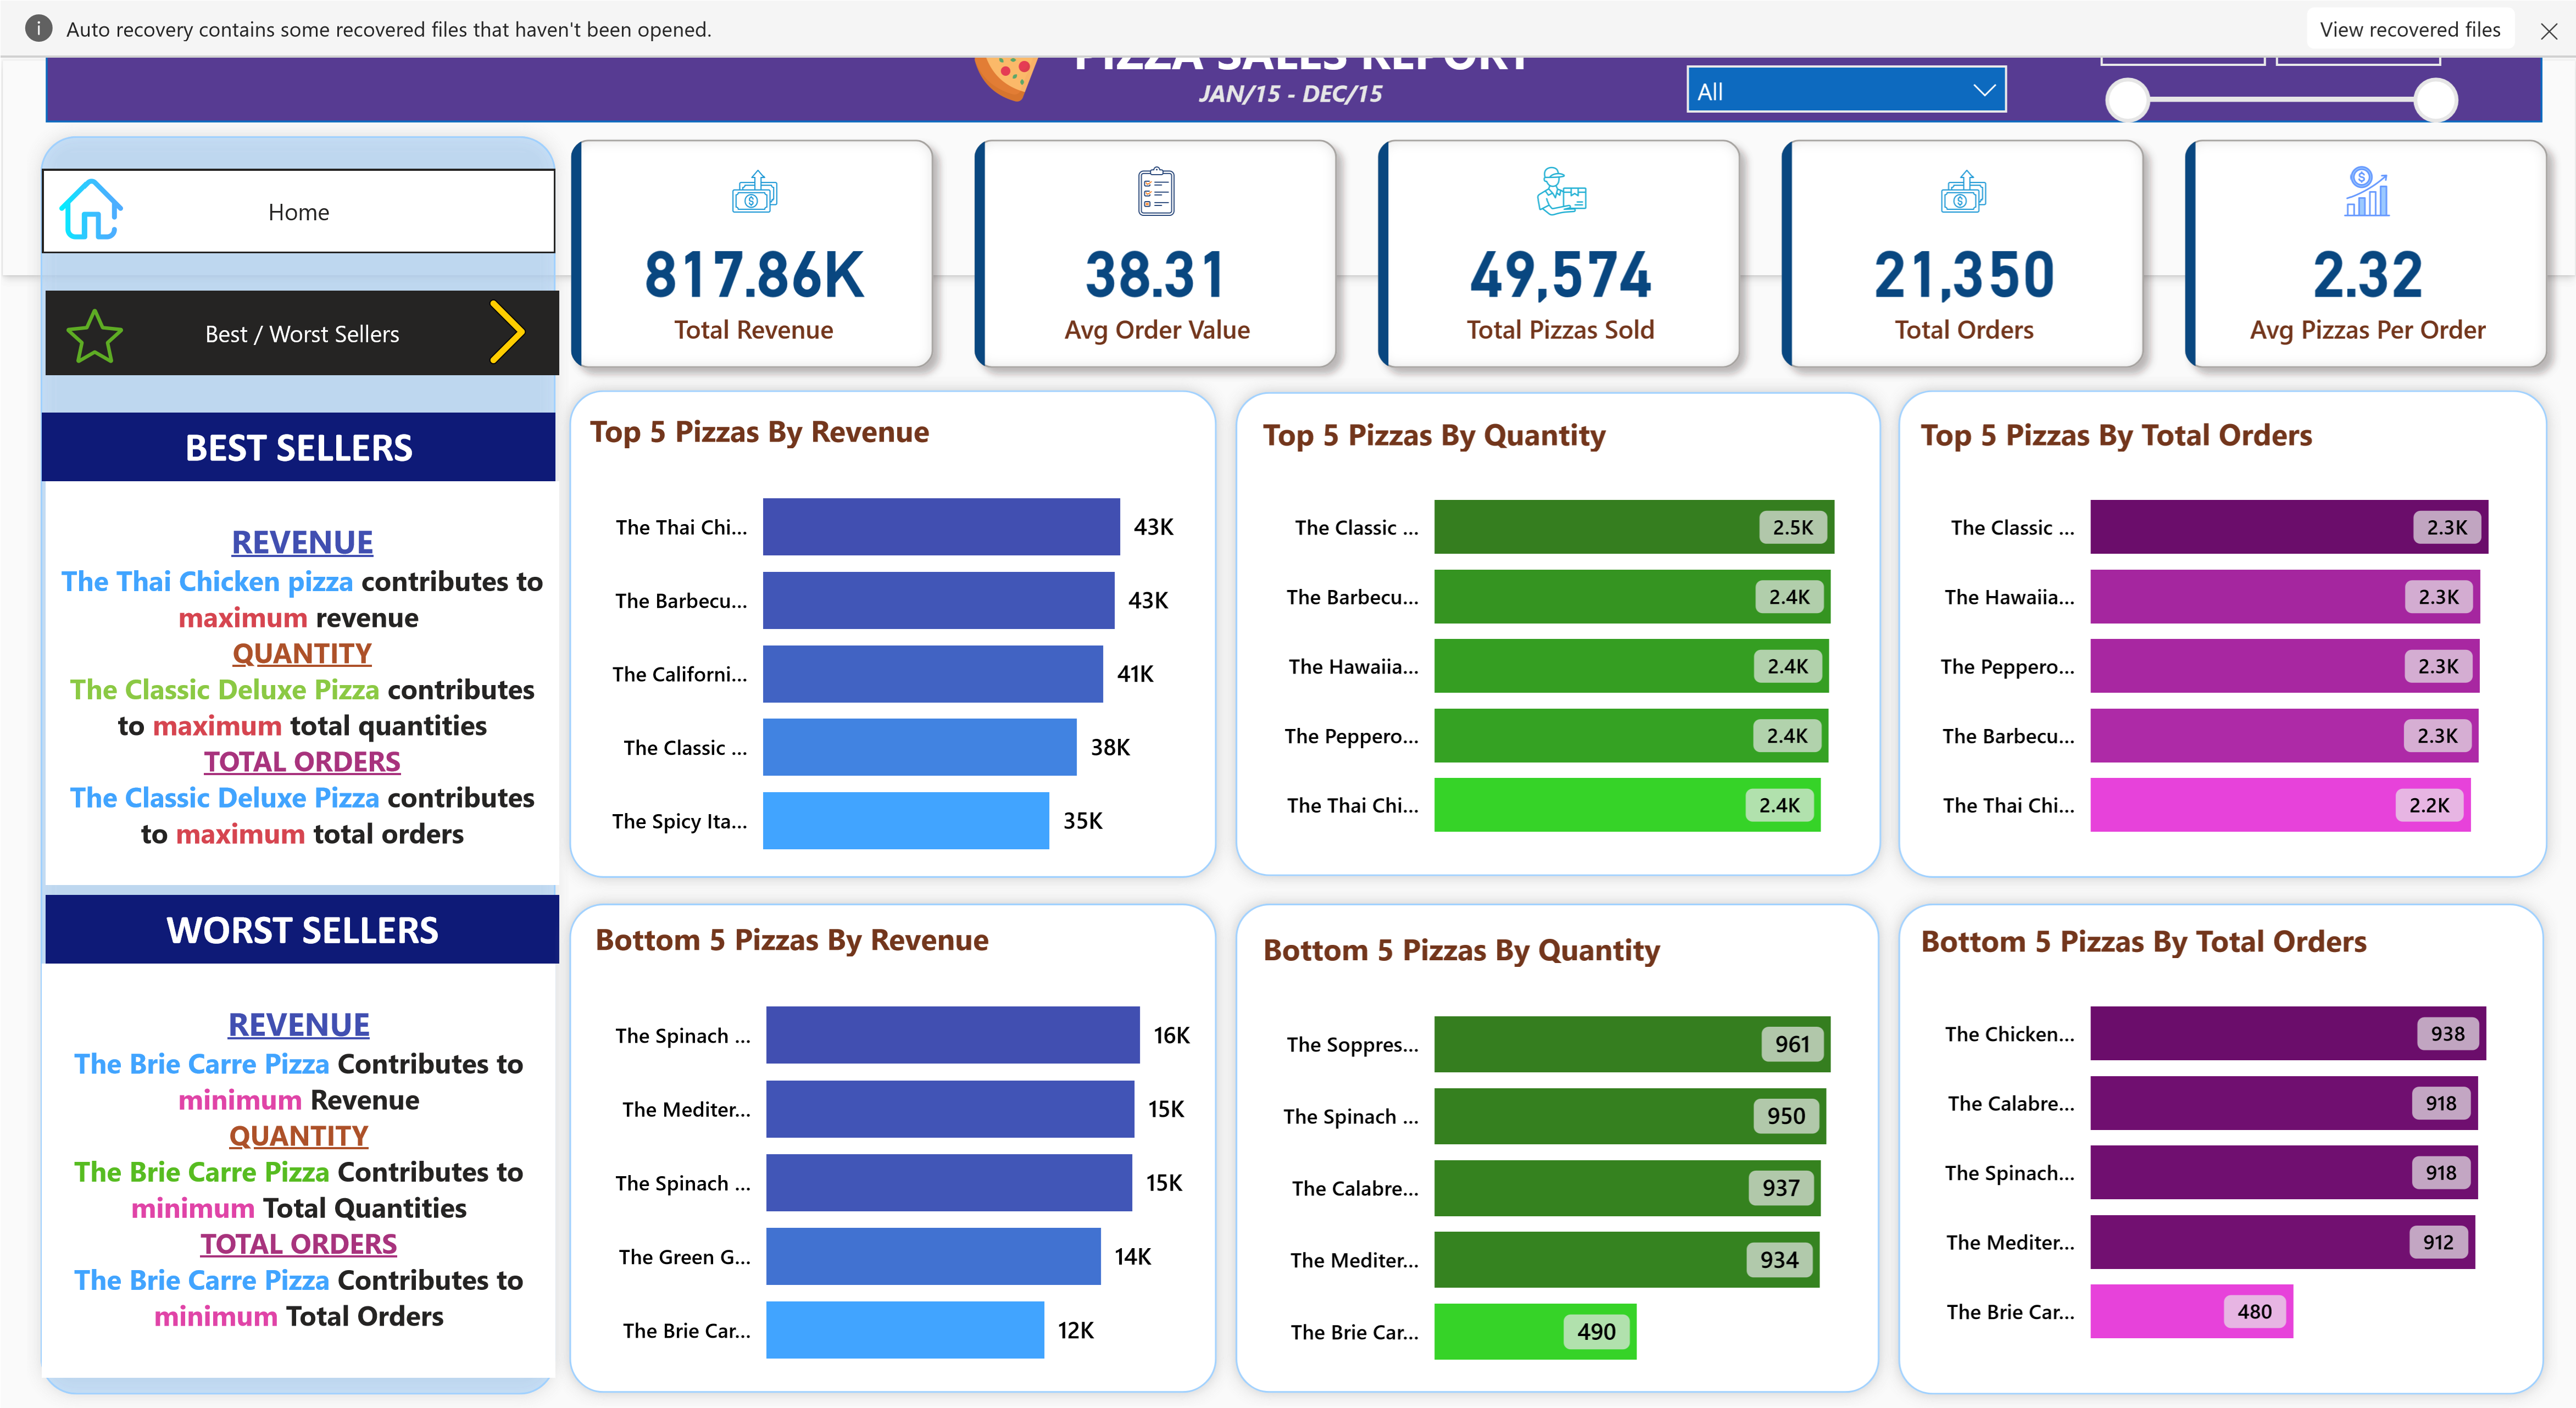 Auto recovery contains some recovered files that haven't been opened.
View recovered files
PIZZA SALES REPORT
JAN/15 - DEC/15
All
Home
Best / Worst Sellers
817.86K
Total Revenue
38.31
Avg Order Value
49,574
Total Pizzas Sold
21,350
Total Orders
2.32
Avg Pizzas Per Order
BEST SELLERS
REVENUE
The Thai Chicken pizza contributes to
maximum revenue
QUANTITY
The Classic Deluxe Pizza contributes
to maximum total quantities
TOTAL ORDERS
The Classic Deluxe Pizza contributes
to maximum total orders
WORST SELLERS
REVENUE
The Brie Carre Pizza Contributes to
minimum Revenue
QUANTITY
The Brie Carre Pizza Contributes to
minimum Total Quantities
TOTAL ORDERS
The Brie Carre Pizza Contributes to
minimum Total Orders
Top 5 Pizzas By Revenue
The Thai Chi... 43K
The Barbecu... 43K
The Californi... 41K
The Classic ... 38K
The Spicy Ita... 35K
Top 5 Pizzas By Quantity
The Classic ... 2.5K
The Barbecu... 2.4K
The Hawaiia... 2.4K
The Peppero... 2.4K
The Thai Chi... 2.4K
Top 5 Pizzas By Total Orders
The Classic ... 2.3K
The Hawaiia... 2.3K
The Peppero... 2.3K
The Barbecu... 2.3K
The Thai Chi... 2.2K
Bottom 5 Pizzas By Revenue
The Spinach ... 16K
The Mediter... 15K
The Spinach ... 15K
The Green G... 14K
The Brie Car... 12K
Bottom 5 Pizzas By Quantity
The Soppres... 961
The Spinach ... 950
The Calabre... 937
The Mediter... 934
The Brie Car... 490
Bottom 5 Pizzas By Total Orders
The Chicken... 938
The Calabre... 918
The Spinach... 918
The Mediter... 912
The Brie Car... 480